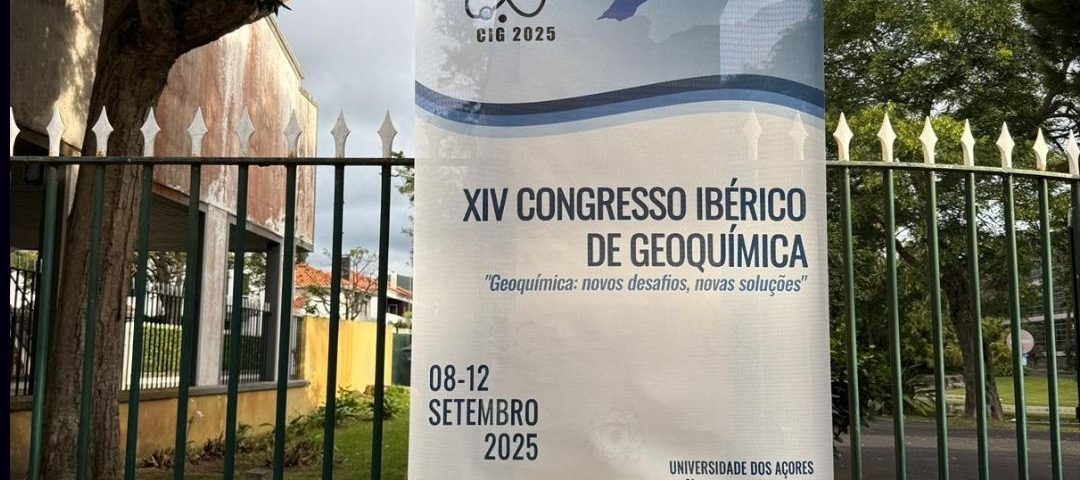 CIG 2025
XIV CONGRESSO IBÉRICO
DE GEOQUÍMICA
"Geoquímica: novos desafios, novas soluções"
08-12
SETEMBRO
2025
UNIVERSIDADE DOS AÇORES